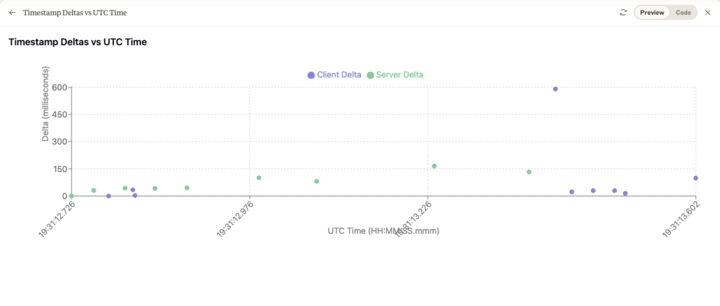 Timestamp Deltas vs UTC Time
Preview
Code
Timestamp Deltas vs UTC Time
Client Delta
Server Delta
Delta (milliseconds)
600
450
300
150
0
19:31:12.726
19:31:12.976
19:31:13.226
19:31:13.602
UTC Time (HH:MM:SS.mmm)